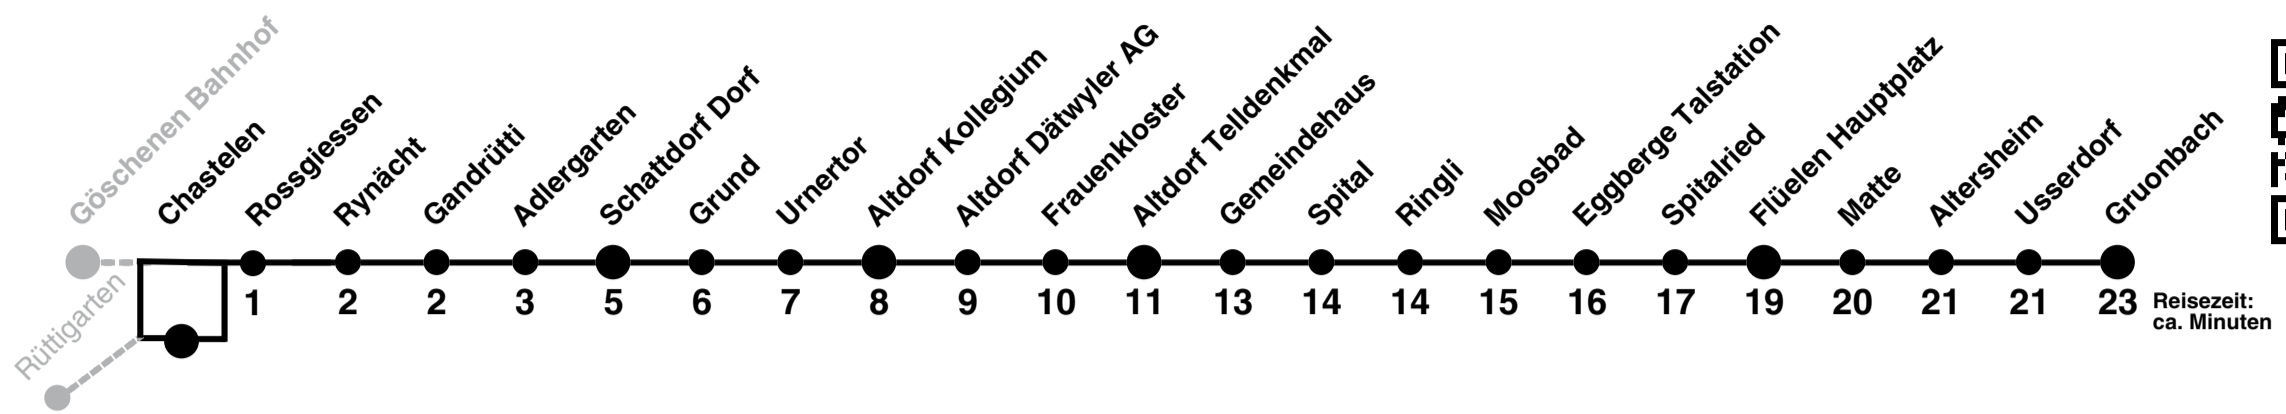 Göschenen Bahnhof
Rüttigarten
Chastelen
Rossgiessen
Rynächt
Gandrütti
Adlergarten
Schattdorf Dorf
Grund
Urnertor
Altdorf Kollegium
Altdorf Dätwyler AG
Frauenkloster
Altdorf Telldenkmal
Gemeindehaus
Spital
Ringli
Moosbad
Eggberge Talstation
Spitalried
Flüelen Hauptplatz
Matte
Altersheim
Usserdorf
Gruonbach
1 2 2 3 5 6 7 8 9 10 11 13 14 14 15 16 17 19 20 21 21 23
Reisezeit:
ca. Minuten